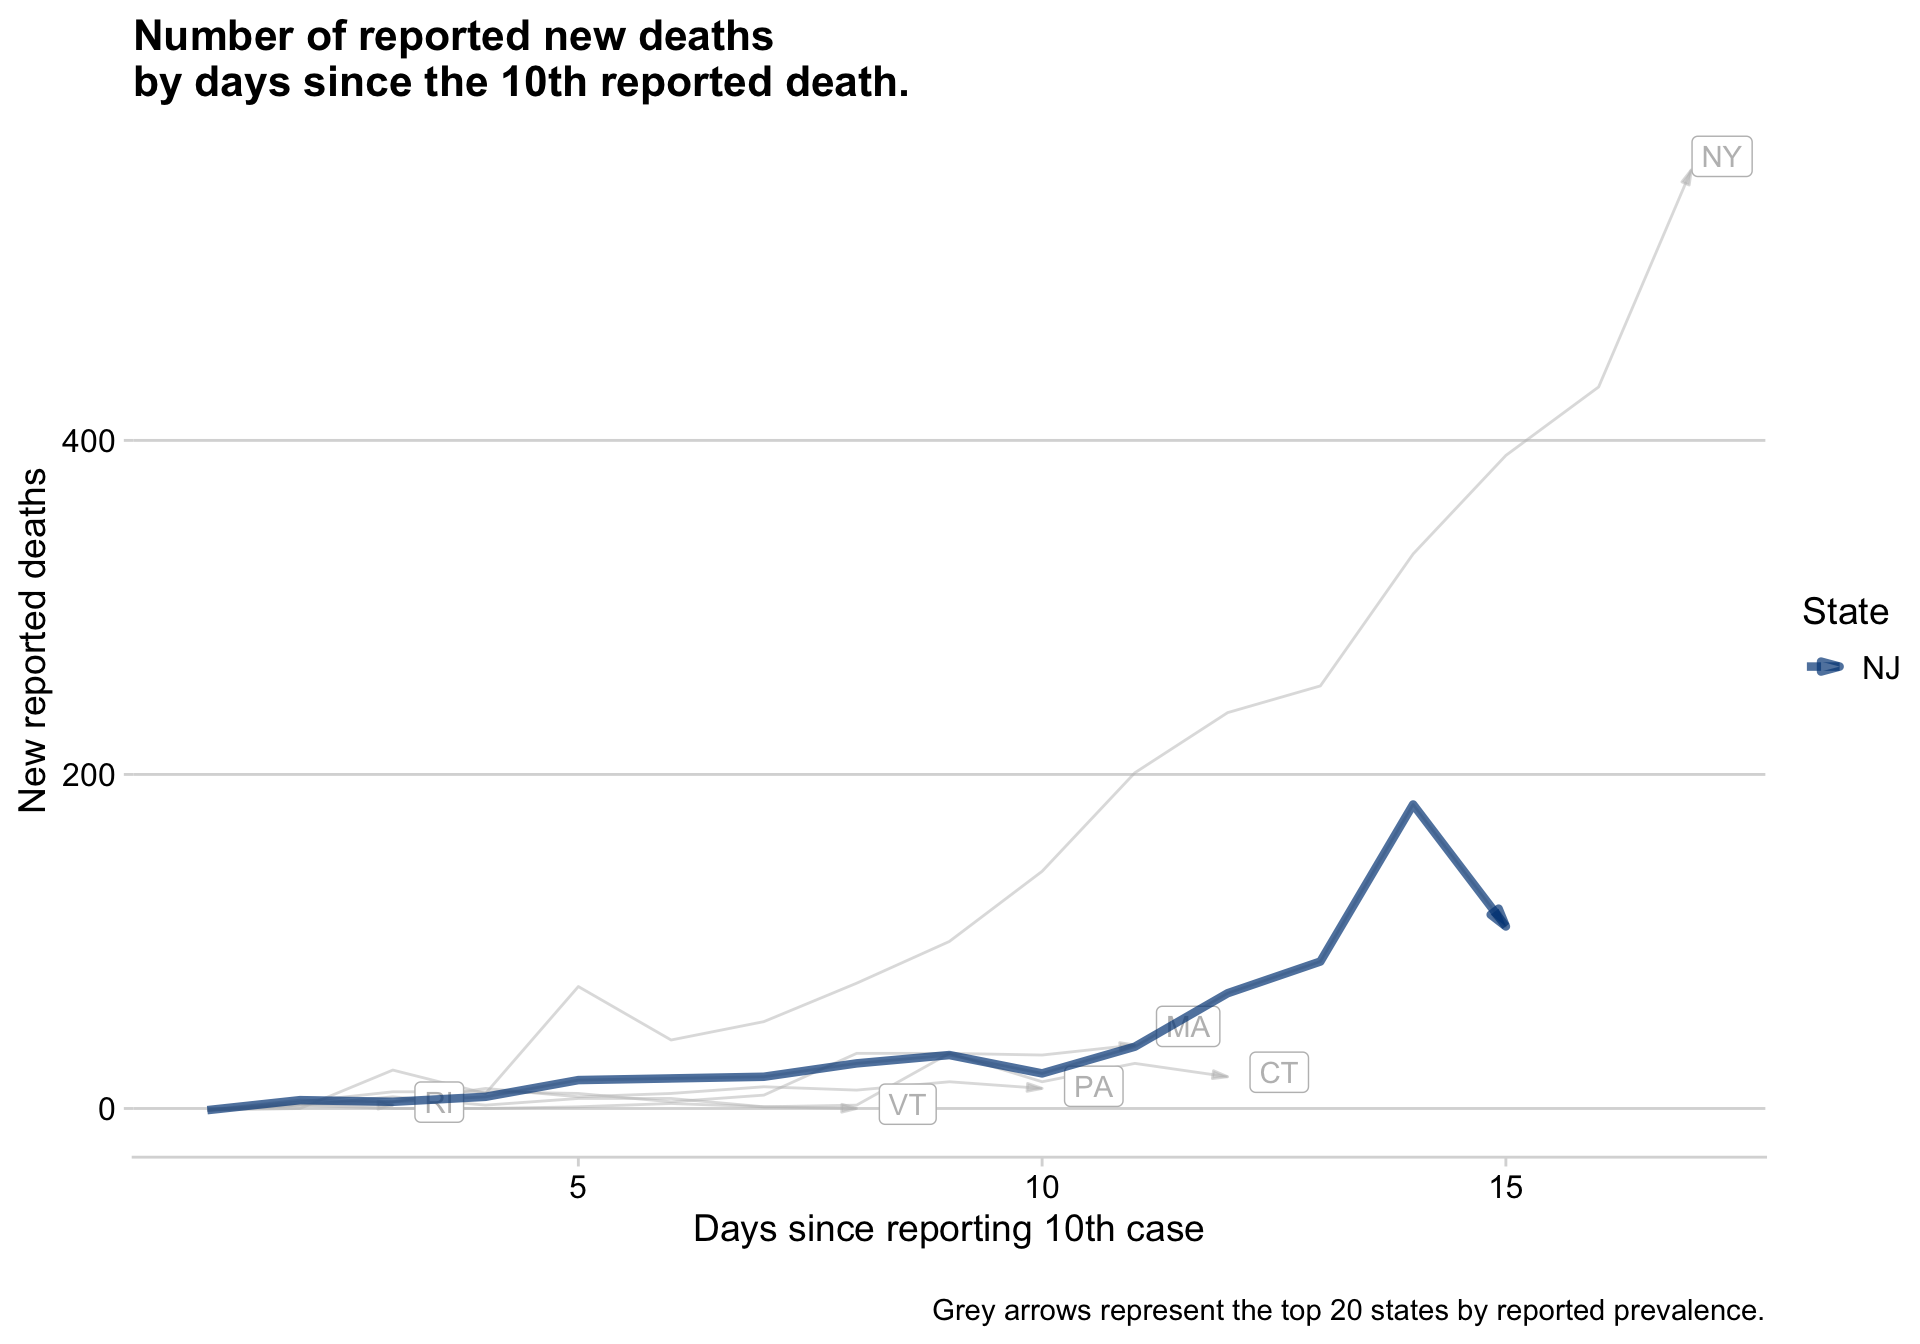 Number of reported new deaths
by days since the 10th reported death.
NY
400
New reported deaths
State
NJ
200
MA
CT
PA
RI
VT
0
5
10
15
Days since reporting 10th case
Grey arrows represent the top 20 states by reported prevalence.